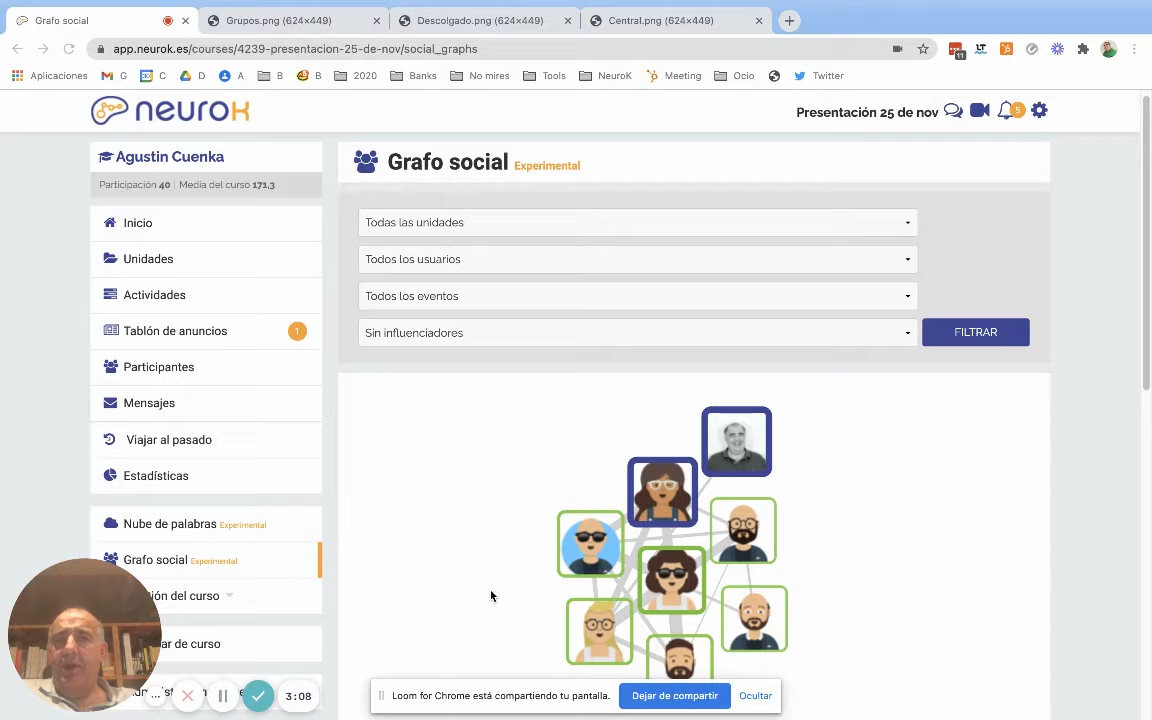 Grafo social
Grupos.png (624×449)
Descolgado.png (624×449)
Central.png (624×449)
app.neurok.es/courses/4239-presentacion-25-de-nov/social_graphs
11
Aplicaciones
G
C
D
A
B
B
2020
Banks
No mires
Tools
NeuroK
Meeting
Ocio
Twitter
neurok
Presentación 25 de nov
5
Agustin Cuenka
Participación 40 | Media del curso 171,3
Inicio
Unidades
Actividades
Tablón de anuncios 1
Participantes
Mensajes
Viajar al pasado
Estadísticas
Nube de palabras Experimental
Grafo social Experimental
ión del curso
ar de curso
Grafo social Experimental
Todas las unidades
Todos los usuarios
Todos los eventos
Sin influenciadores
FILTRAR
3:08
Loom for Chrome está compartiendo tu pantalla.
Dejar de compartir
Ocultar